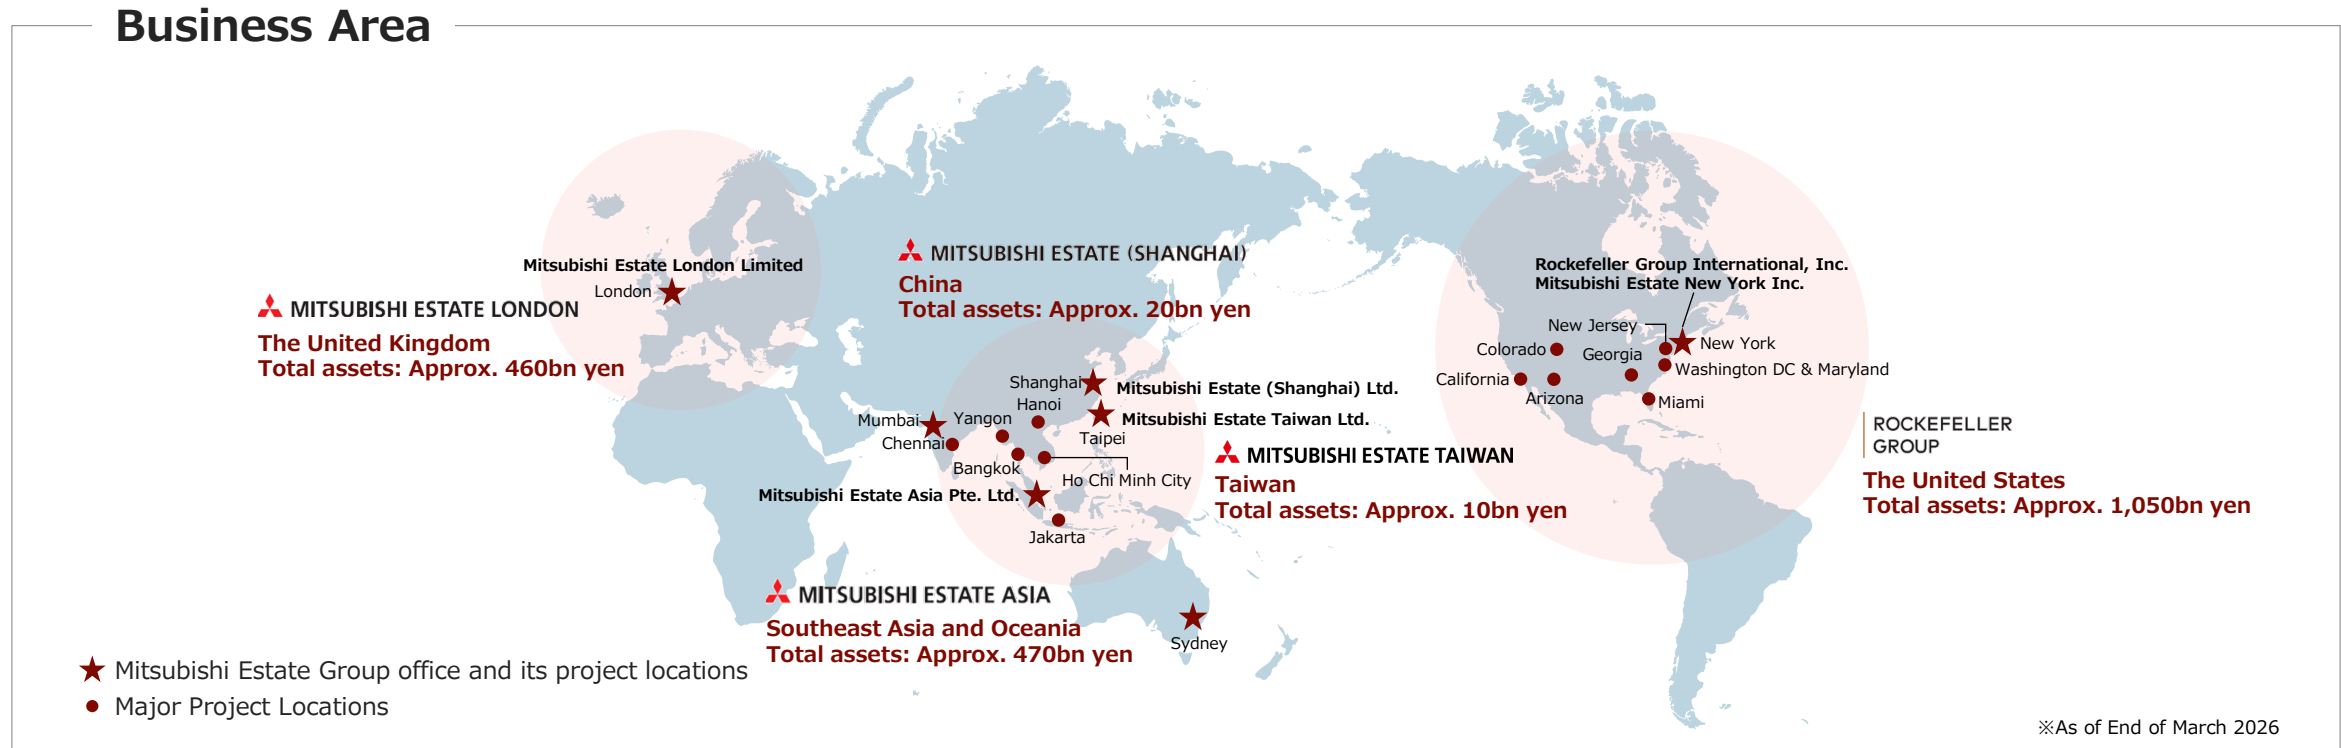 Business Area
Mitsubishi Estate London Limited
London
MITSUBISHI ESTATE LONDON
The United Kingdom
Total assets: Approx. 460bn yen
MITSUBISHI ESTATE (SHANGHAI)
China
Total assets: Approx. 20bn yen
Shanghai
Mitsubishi Estate (Shanghai) Ltd.
Hanoi
Mumbai
Yangon
Mitsubishi Estate Taiwan Ltd.
Chennai
Taipei
Bangkok
Ho Chi Minh City
Mitsubishi Estate Asia Pte. Ltd.
Jakarta
MITSUBISHI ESTATE TAIWAN
Taiwan
Total assets: Approx. 10bn yen
MITSUBISHI ESTATE ASIA
Southeast Asia and Oceania
Total assets: Approx. 470bn yen
Sydney
Rockefeller Group International, Inc.
Mitsubishi Estate New York Inc.
New Jersey
New York
Colorado
Georgia
Washington DC & Maryland
California
Arizona
Miami
ROCKEFELLER
GROUP
The United States
Total assets: Approx. 1,050bn yen
★ Mitsubishi Estate Group office and its project locations
● Major Project Locations
※As of End of March 2026